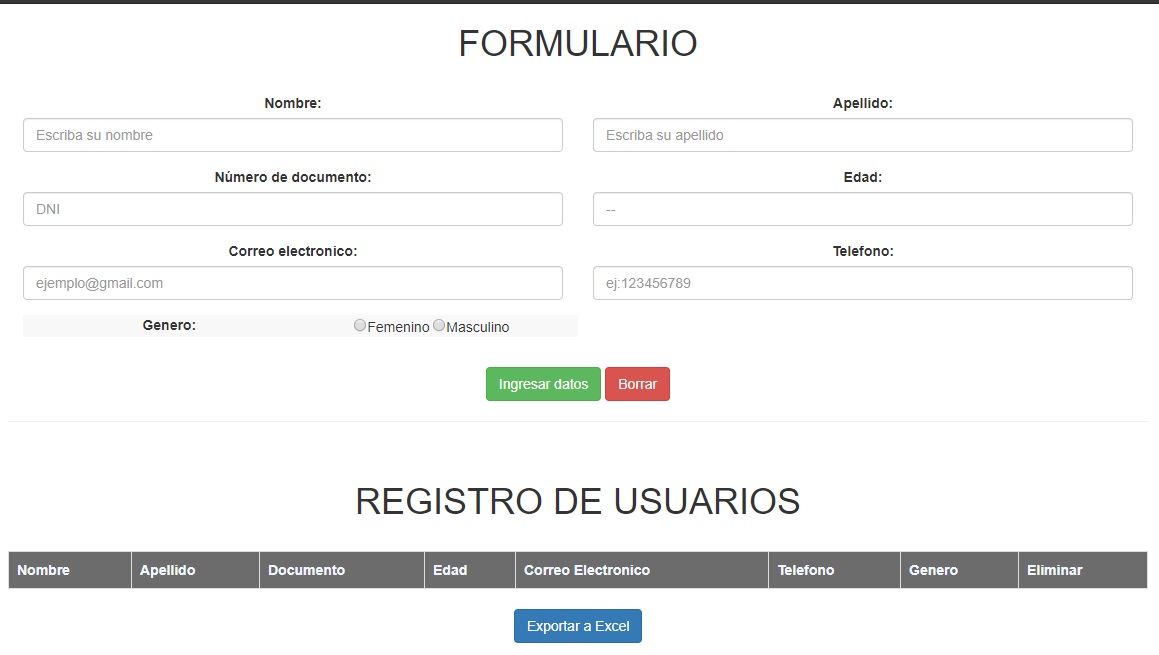 FORMULARIO
Nombre: Apellido:
Escriba su nombre Escriba su apellido
Número de documento: Edad:
DNI --
Correo electronico: Telefono:
ejemplo@gmail.com ej:123456789
Genero: Femenino Masculino
Ingresar datos Borrar
REGISTRO DE USUARIOS
Nombre Apellido Documento Edad Correo Electronico Telefono Genero Eliminar
Exportar a Excel